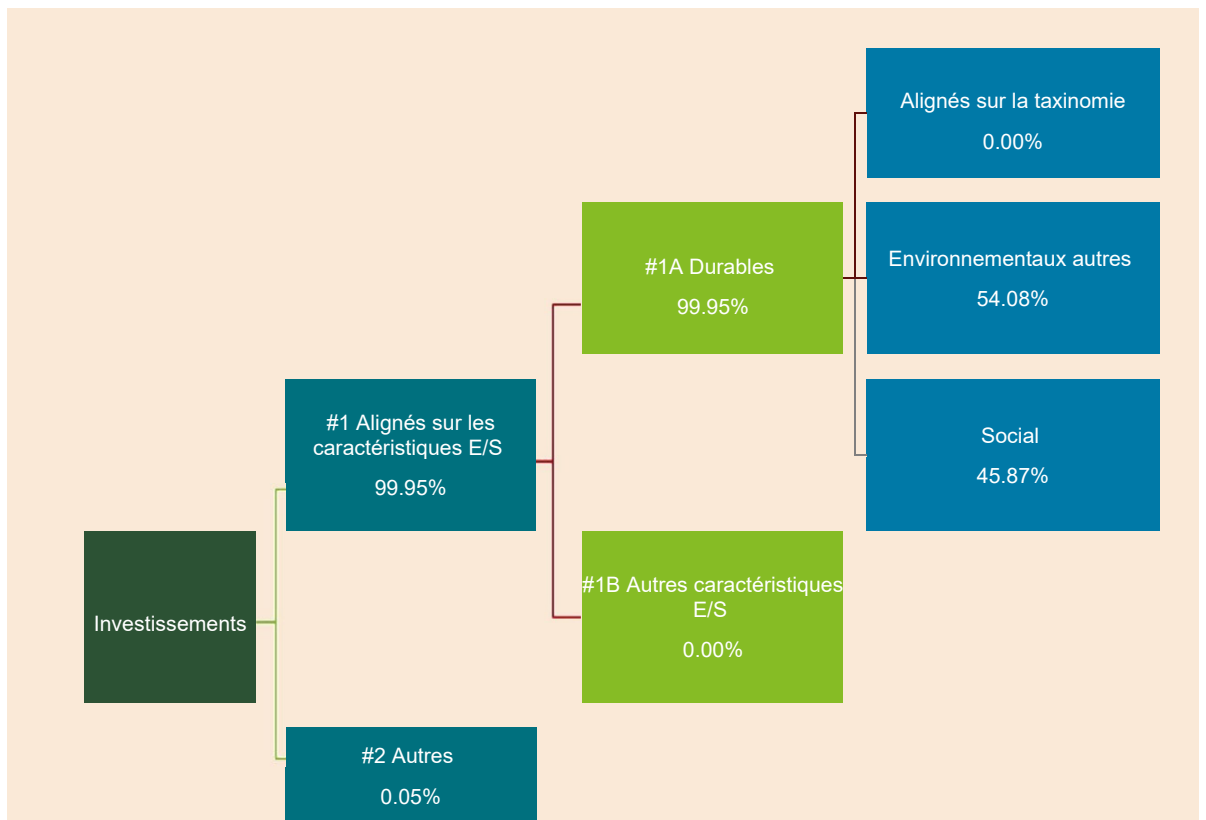 Alignés sur la taxinomie
0.00%
#1A Durables
99.95%
Environnementaux autres
54.08%
#1 Alignés sur les
caractéristiques E/S
99.95%
Social
45.87%
Investissements
#1B Autres caractéristiques
E/S
0.00%
#2 Autres
0.05%